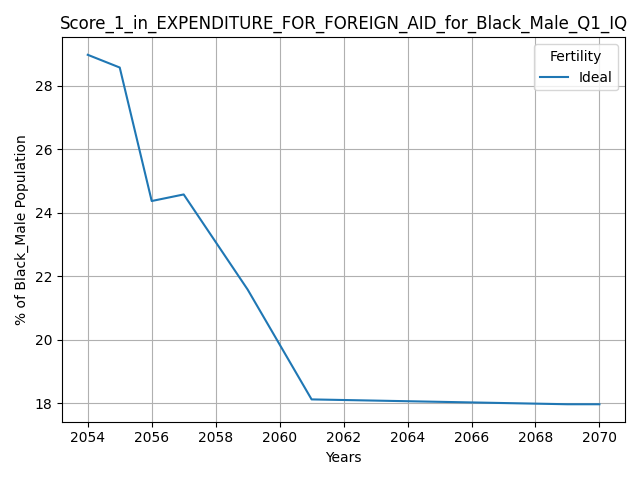 Score_1_in_EXPENDITURE_FOR_FOREIGN_AID_for_Black_Male_Q1_IQ
Fertility
Ideal
% of Black_Male Population
28
26
24
22
20
18
2054 2056 2058 2060 2062 2064 2066 2068 2070
Years